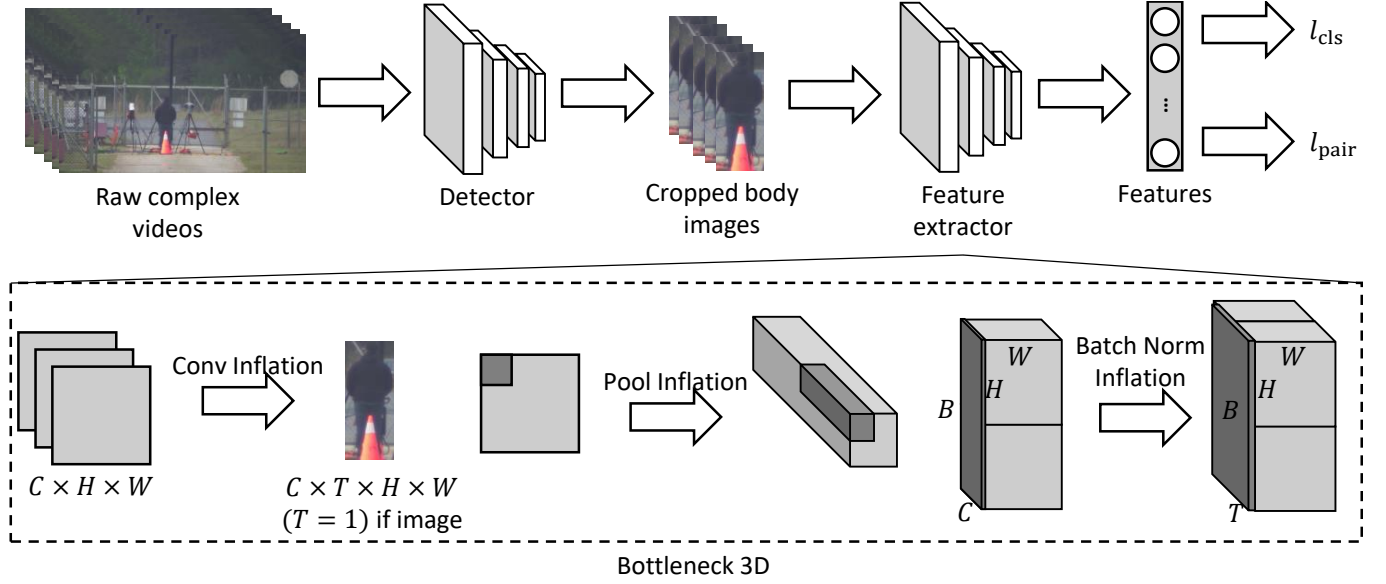 Raw complex
videos
Detector
Cropped body
images
Feature
extractor
Features
⋮
l_cls
l_pair
Conv Inflation
C × H × W
C × T × H × W
(T = 1) if image
Pool Inflation
B
H
W
C
Batch Norm
Inflation
B
H
W
T
Bottleneck 3D